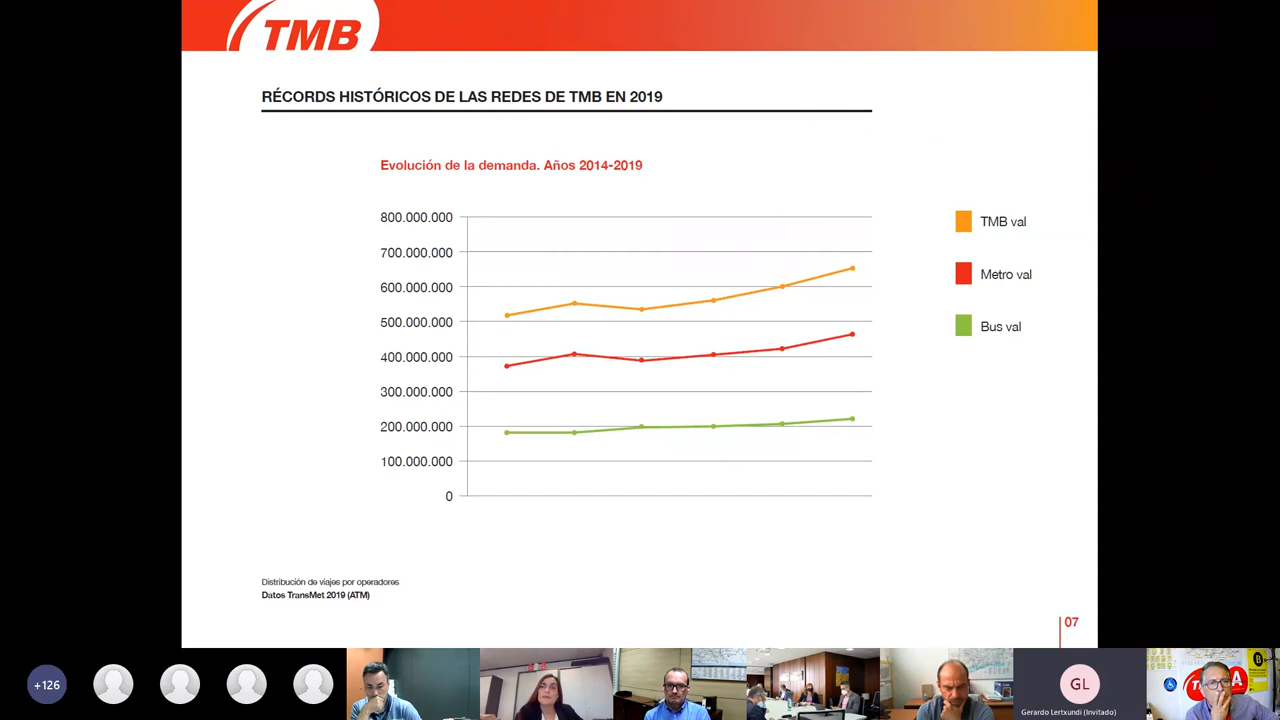 TMB
RÉCORDS HISTÓRICOS DE LAS REDES DE TMB EN 2019
Evolución de la demanda. Años 2014-2019
800.000.000
700.000.000
600.000.000
500.000.000
400.000.000
300.000.000
200.000.000
100.000.000
0
TMB val
Metro val
Bus val
Distribución de viajes por operadores
Datos TransMet 2019 (ATM)
07
+126
GL
Gerardo Lertxundi (Invitado)